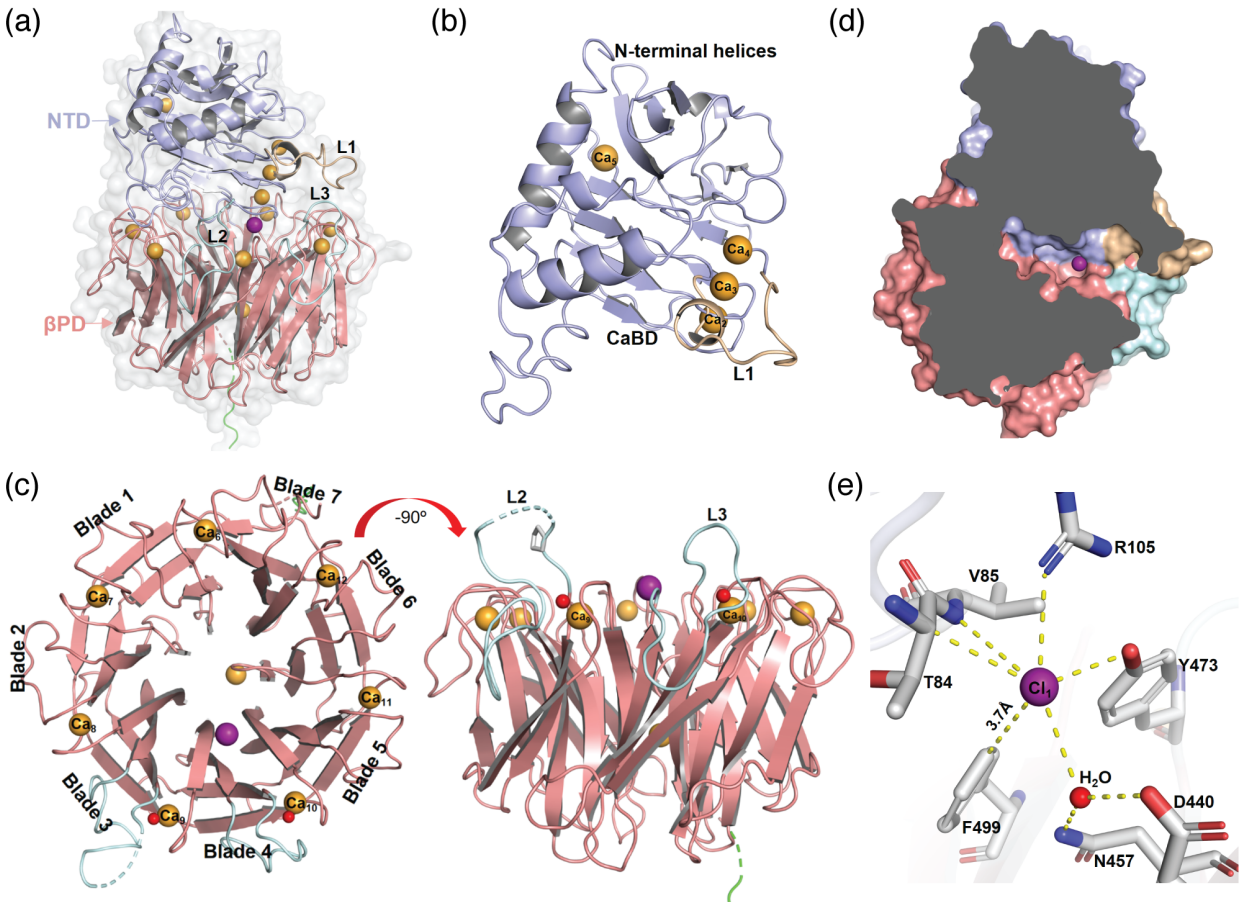 (a)
NTD
L1
L3
L2
βPD
(b)
N-terminal helices
Ca5
Ca4
Ca3
Ca2
CaBD
L1
(d)
(c)
Blade 1
Blade 7
-90º
L2
L3
Ca6
Ca12
Blade 6
Ca7
Blade 2
Ca9
Ca10
Ca8
Ca11
Blade 5
Blade 3
Ca9
Ca10
Blade 4
(e)
R105
V85
T84
Cl1
Y473
3.7Å
H2O
F499
D440
N457